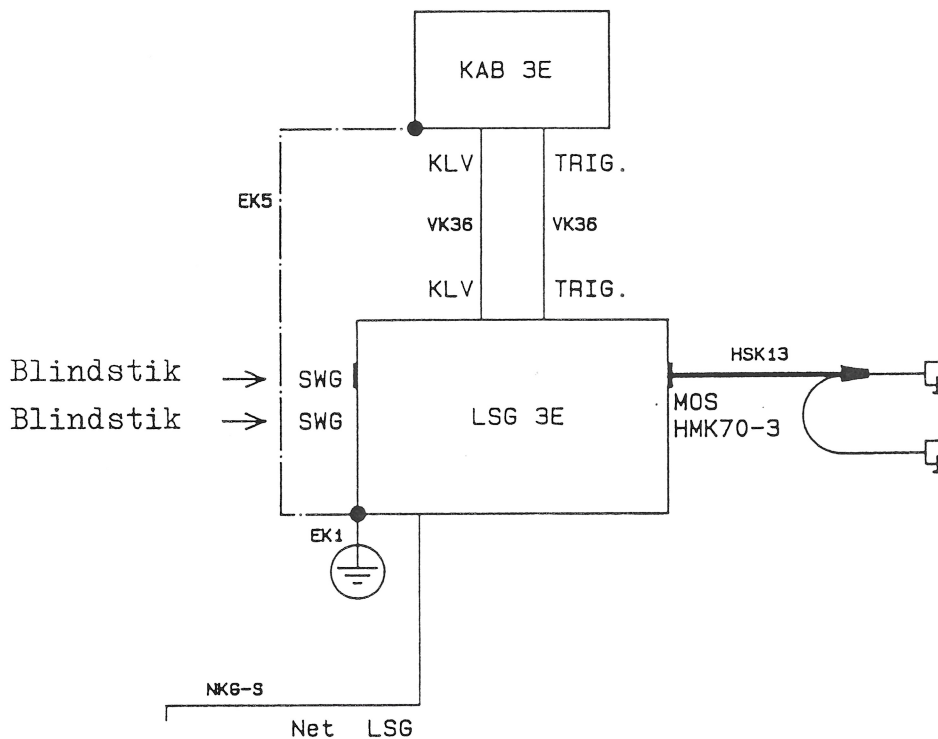 KAB 3E
KLV TRIG.
EK5
VK36 VK36
KLV TRIG.
HSK13
Blindstik SWG
MOS
Blindstik SWG LSG 3E HMK70-3
EK1
NKG-S
Net LSG